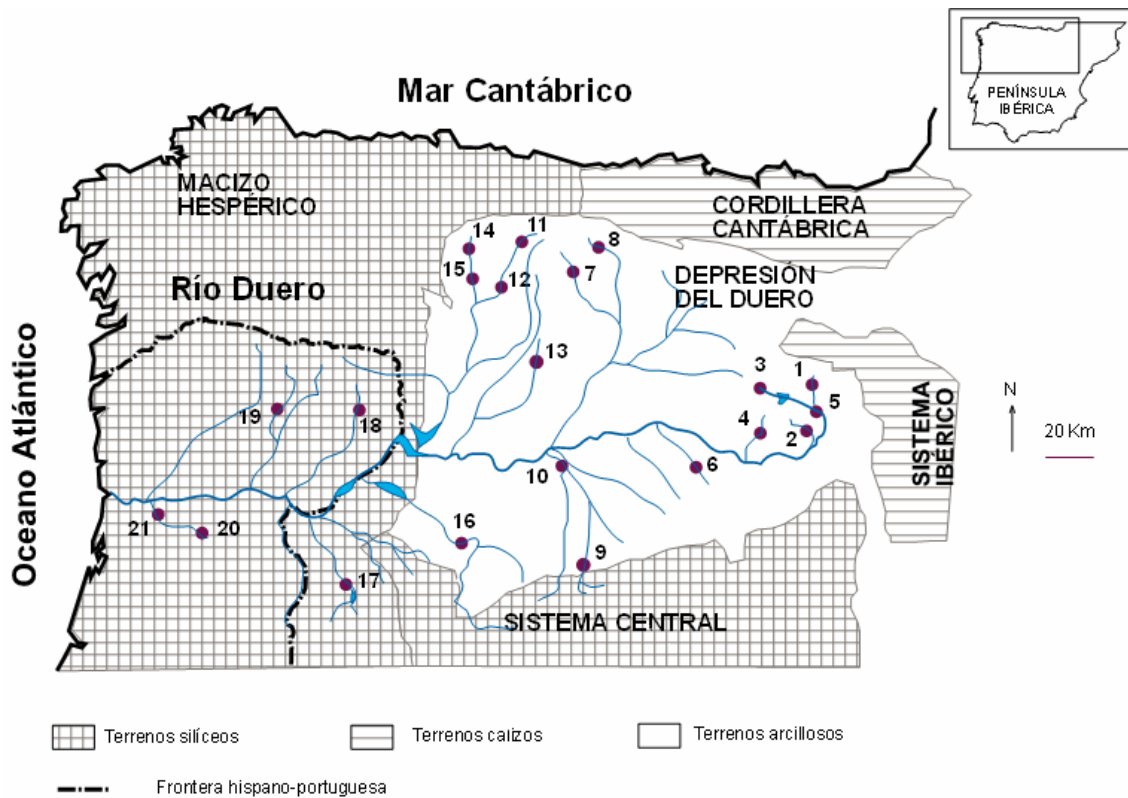 PENÍNSULA
IBÉRICA
Mar Cantábrico
MACIZO
HESPÉRICO
CORDILLERA
CANTÁBRICA
14
11
8
15
12
7
DEPRESIÓN
DEL DUERO
Río Duero
Oceano Atlántico
13
3
1
5
4
2
N
20 Km
SISTEMA
IBÉRICO
19
18
10
6
21
20
16
9
17
SISTEMA CENTRAL
Terrenos silíceos
Terrenos calizos
Terrenos arcillosos
Frontera hispano-portuguesa